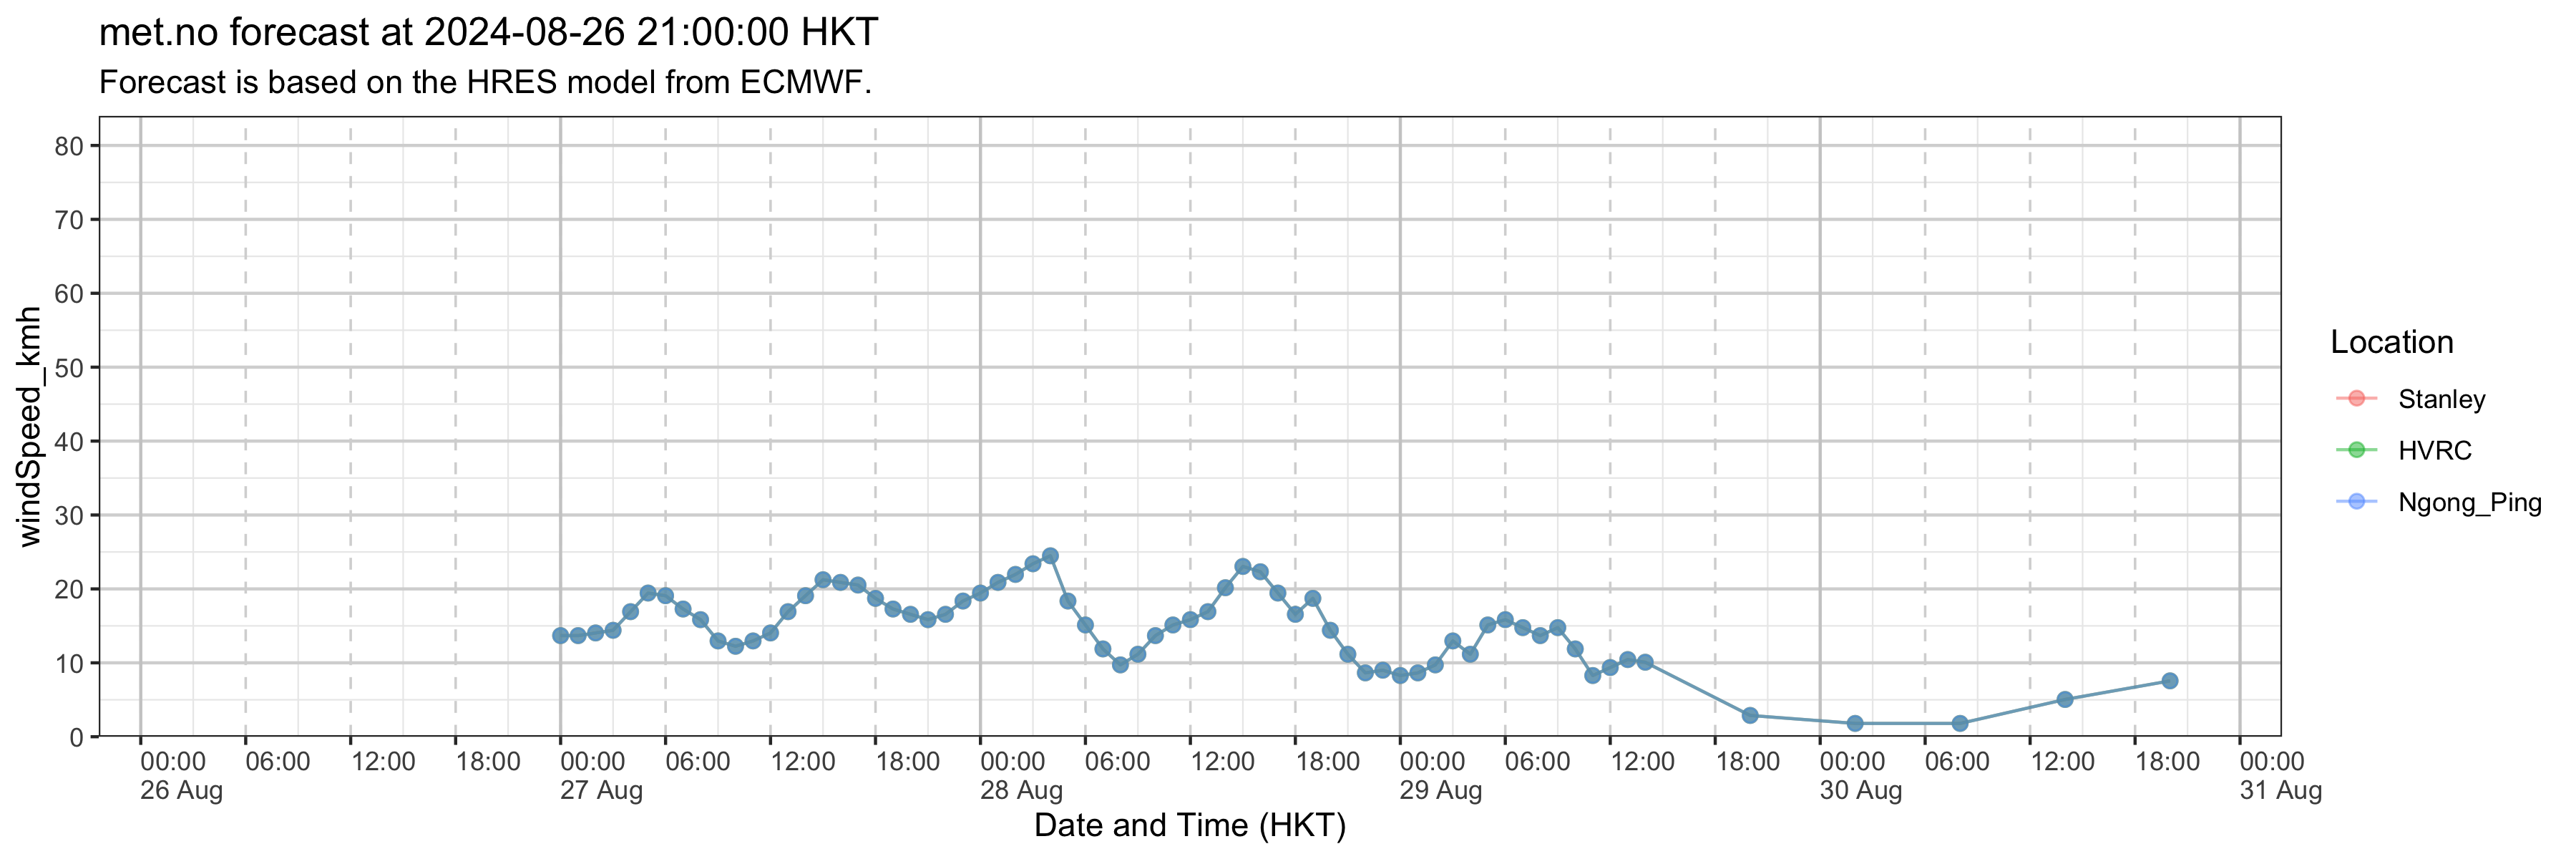 met.no forecast at 2024-08-26 21:00:00 HKT
Forecast is based on the HRES model from ECMWF.
windSpeed_kmh
80
70
60
50
40
30
20
10
0
00:00 06:00 12:00 18:00 00:00 06:00 12:00 18:00 00:00 06:00 12:00 18:00 00:00 06:00 12:00 18:00 00:00 06:00 12:00 18:00 00:00
26 Aug 27 Aug 28 Aug 29 Aug 30 Aug 31 Aug
Date and Time (HKT)
Location
Stanley
HVRC
Ngong_Ping